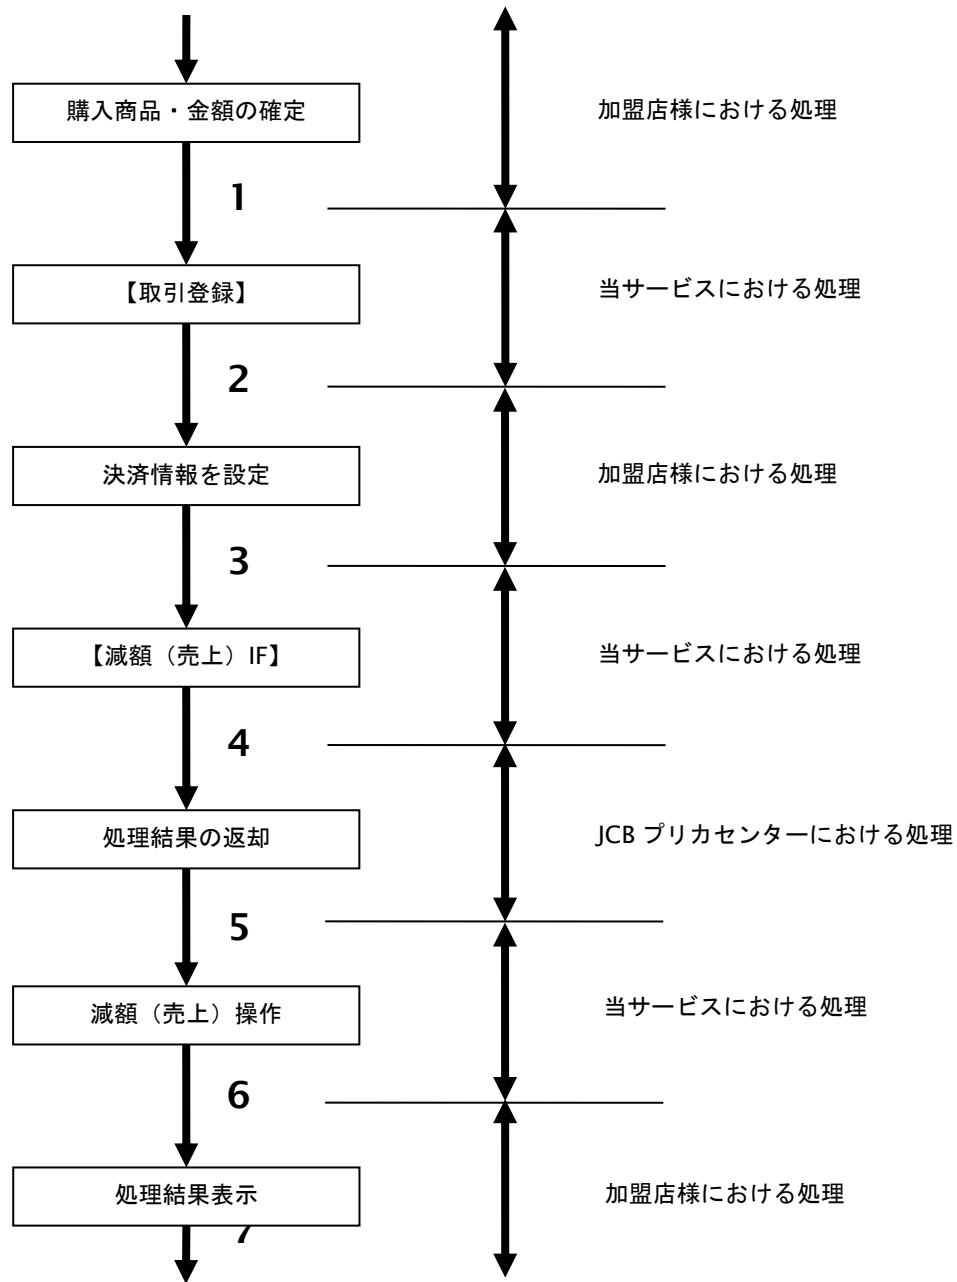 購入商品・金額の確定
加盟店様における処理
1
【取引登録】
当サービスにおける処理
2
決済情報を設定
加盟店様における処理
3
【減額（売上）IF】
当サービスにおける処理
4
処理結果の返却
JCB プリカセンターにおける処理
5
減額（売上）操作
当サービスにおける処理
6
処理結果表示
加盟店様における処理
7